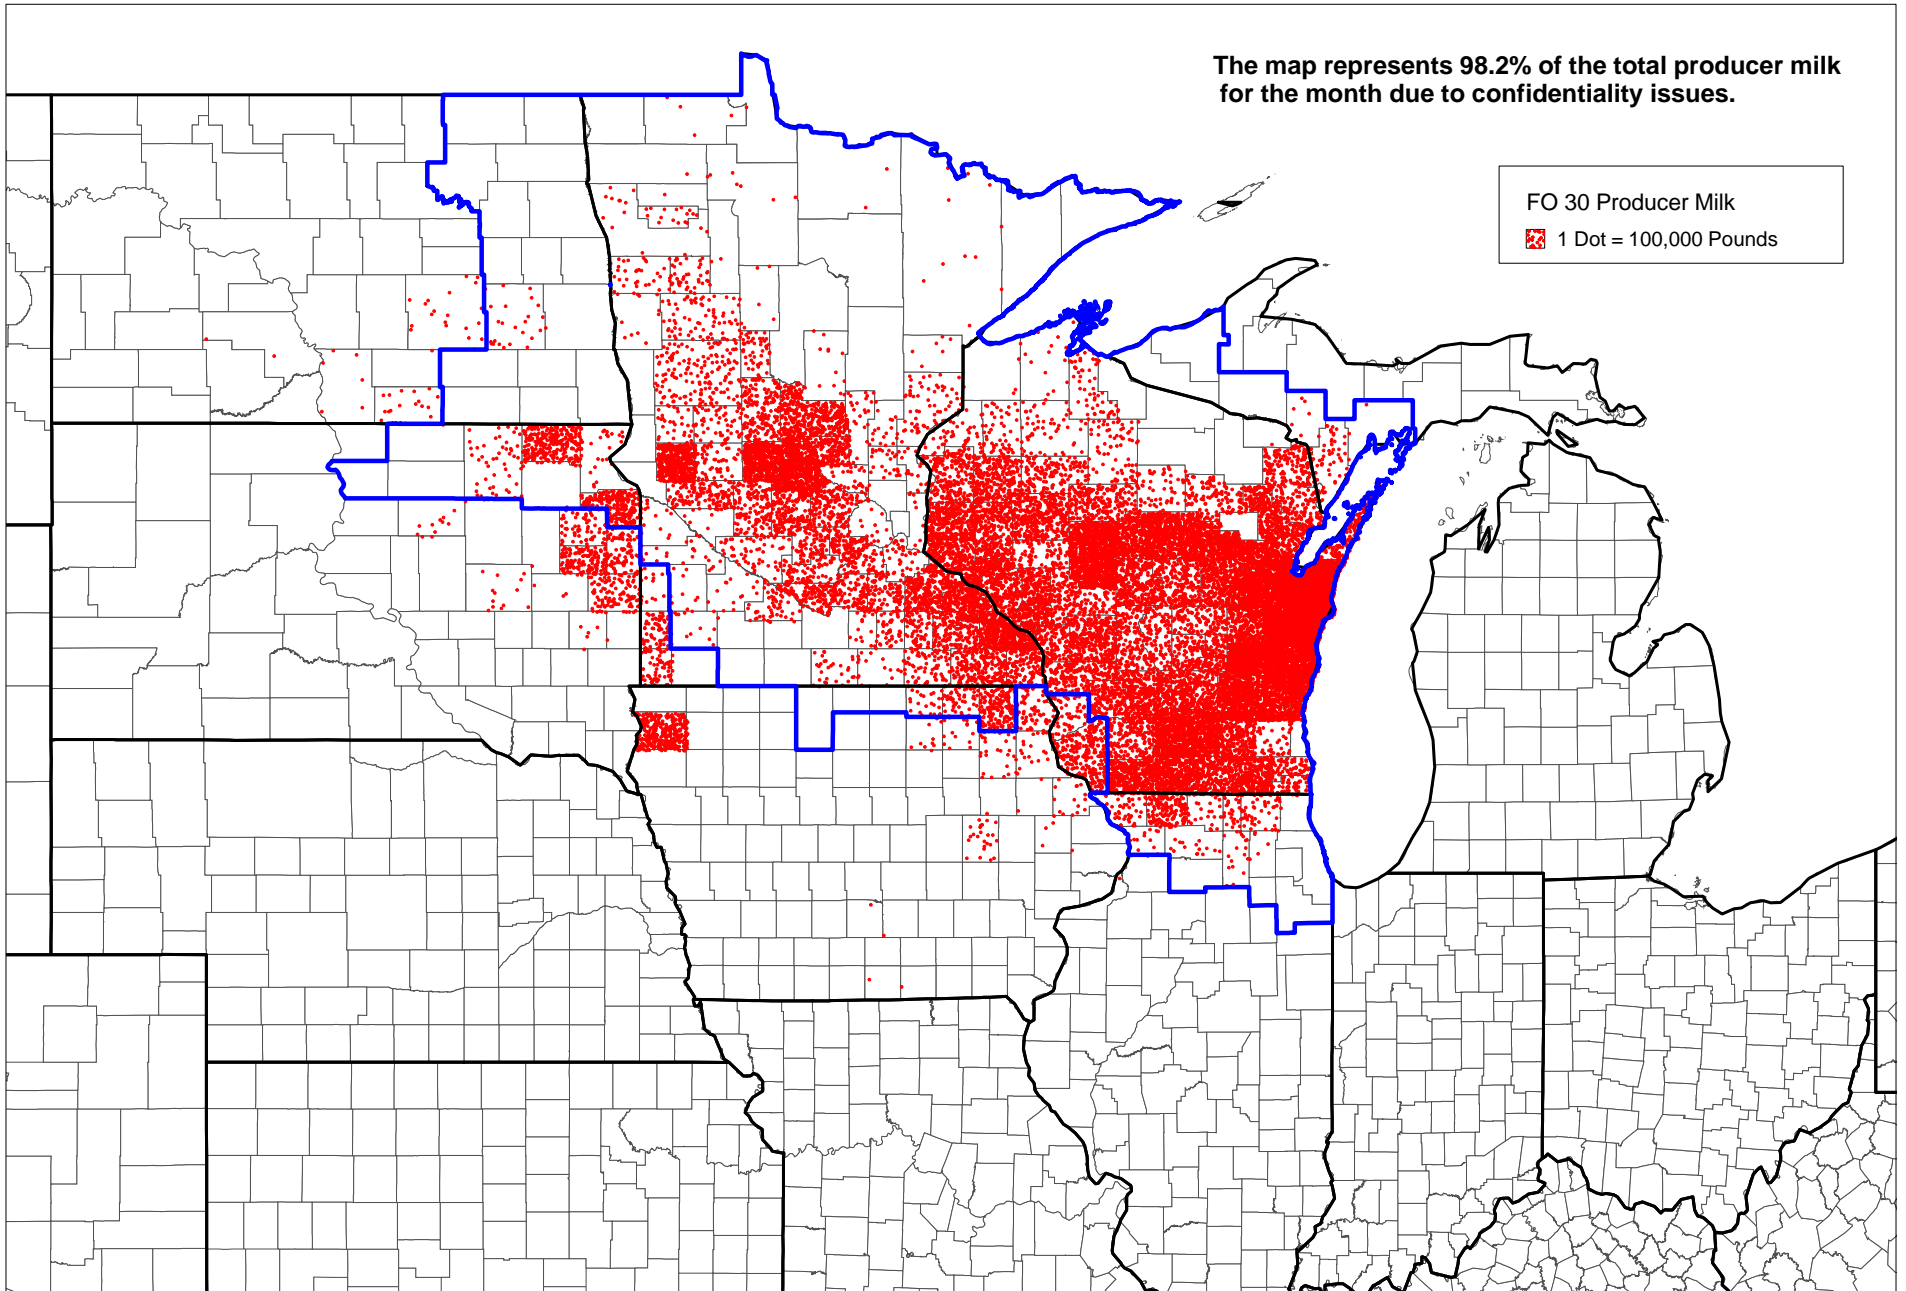 The map represents 98.2% of the total producer milk
for the month due to confidentiality issues.
FO 30 Producer Milk
1 Dot = 100,000 Pounds